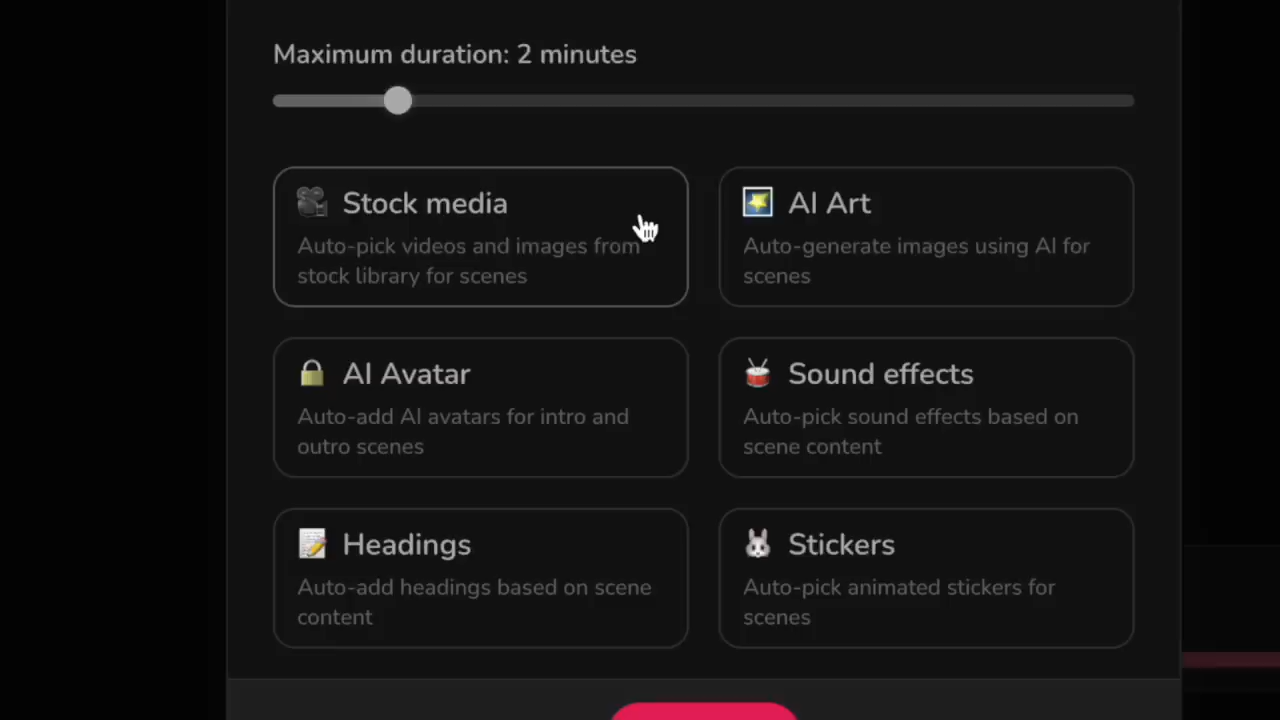 Maximum duration: 2 minutes
Stock media
Auto-pick videos and images from
stock library for scenes
AI Art
Auto-generate images using AI for
scenes
AI Avatar
Auto-add AI avatars for intro and
outro scenes
Sound effects
Auto-pick sound effects based on
scene content
Headings
Auto-add headings based on scene
content
Stickers
Auto-pick animated stickers for
scenes